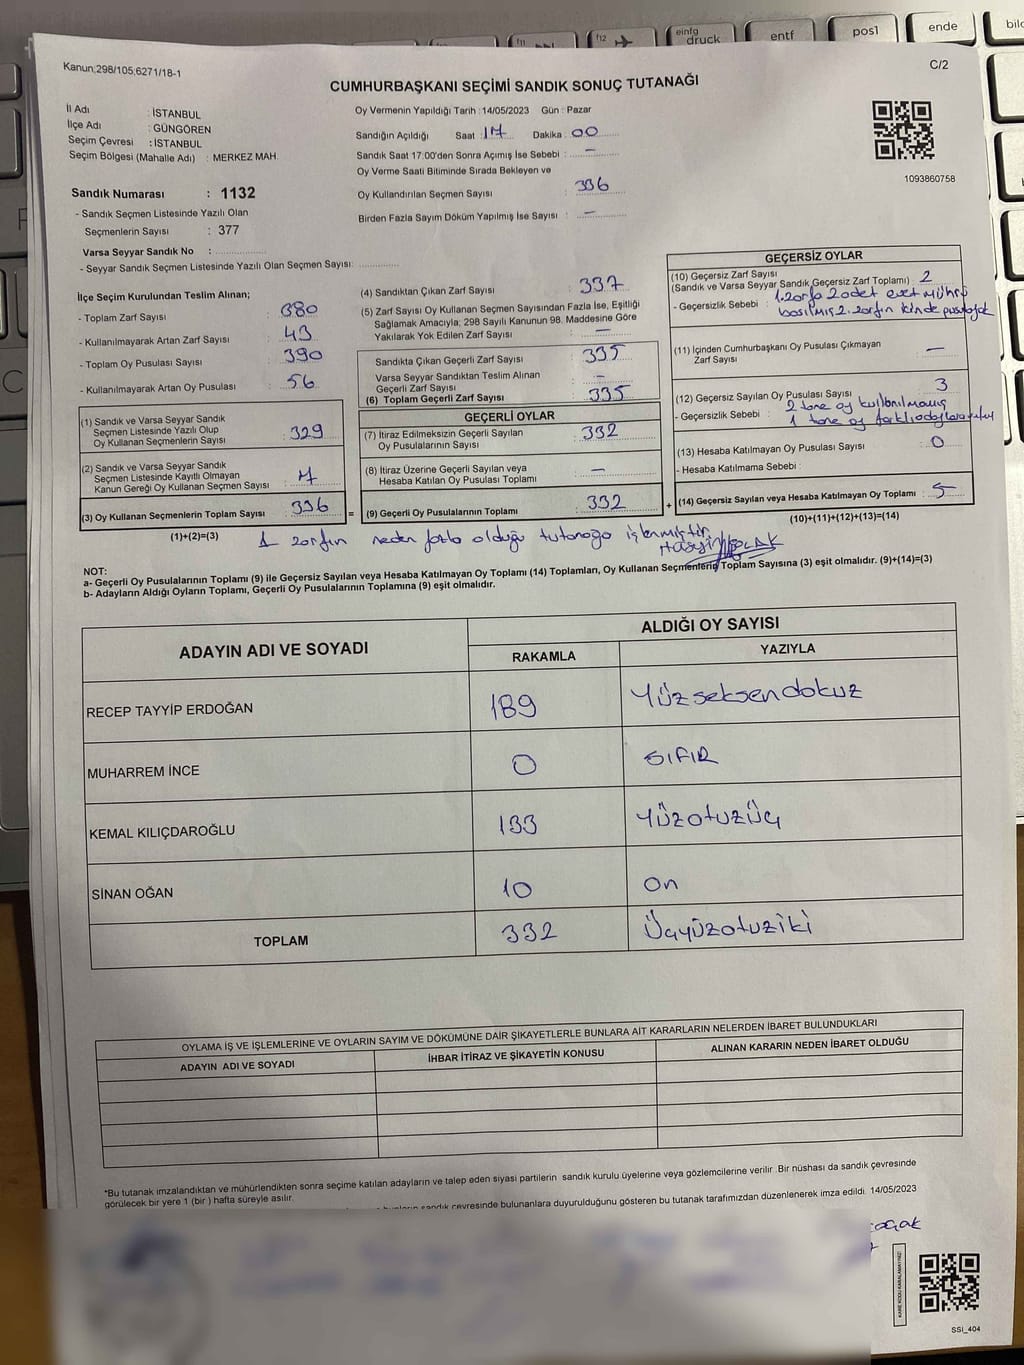 Kanun:298/105;6271/18-1
C/2
CUMHURBAŞKANI SEÇİMİ SANDIK SONUÇ TUTANAĞI
İl Adı : İSTANBUL
İlçe Adı : GÜNGÖREN
Seçim Çevresi : İSTANBUL
Seçim Bölgesi (Mahalle Adı) : MERKEZ MAH.
Sandık Numarası : 1132
- Sandık Seçmen Listesinde Yazılı Olan
Seçmenlerin Sayısı : 377
Varsa Seyyar Sandık No :
- Seyyar Sandık Seçmen Listesinde Yazılı Olan Seçmen Sayısı:
Oy Vermenin Yapıldığı Tarih : 14/05/2023 Gün : Pazar
Sandığın Açıldığı Saat : 17 Dakika : 00
Sandık Saat 17:00'den Sonra Açımış İse Sebebi : -
Oy Verme Saati Bitiminde Sırada Bekleyen ve
Oy Kullandırılan Seçmen Sayısı : 336
Birden Fazla Sayım Döküm Yapılmış İse Sayısı : -
1093860758
İlçe Seçim Kurulundan Teslim Alınan;
- Toplam Zarf Sayısı : 380
- Kullanılmayarak Artan Zarf Sayısı : 43
- Toplam Oy Pusulası Sayısı : 390
- Kullanılmayarak Artan Oy Pusulası : 56
(1) Sandık ve Varsa Seyyar Sandık
Seçmen Listesinde Yazılı Olup
Oy Kullanan Seçmenlerin Sayısı : 329
(2) Sandık ve Varsa Seyyar Sandık
Seçmen Listesinde Kayıtlı Olmayan
Kanun Gereği Oy Kullanan Seçmen Sayısı : 7
(3) Oy Kullanan Seçmenlerin Toplam Sayısı : 336
(1)+(2)=(3)
(4) Sandıktan Çıkan Zarf Sayısı : 337
(5) Zarf Sayısı Oy Kullanan Seçmen Sayısından Fazla İse, Eşitliği
Sağlamak Amacıyla; 298 Sayılı Kanunun 98. Maddesine Göre
Yakılarak Yok Edilen Zarf Sayısı : -
Sandıkta Çıkan Geçerli Zarf Sayısı : 335
Varsa Seyyar Sandıktan Teslim Alınan
Geçerli Zarf Sayısı : -
(6) Toplam Geçerli Zarf Sayısı : 335
GEÇERLİ OYLAR
(7) İtiraz Edilmeksizin Geçerli Sayılan
Oy Pusulalarının Sayısı : 332
(8) İtiraz Üzerine Geçerli Sayılan veya
Hesaba Katılan Oy Pusulası Toplamı : -
= (9) Geçerli Oy Pusulalarının Toplamı : 332
GEÇERSİZ OYLAR
(10) Geçersiz Zarf Sayısı
(Sandık ve Varsa Seyyar Sandık Geçersiz Zarf Toplamı) : 2
- Geçersizlik Sebebi : 1. zarfa 2 adet evet mührü
basılmış 2. zarfın içinde pusula yok
(11) İçinden Cumhurbaşkanı Oy Pusulası Çıkmayan
Zarf Sayısı : -
(12) Geçersiz Sayılan Oy Pusulası Sayısı : 3
- Geçersizlik Sebebi : 2 tane oy kullanılmamış
1 tane oy farklı adaylara
(13) Hesaba Katılmayan Oy Pusulası Sayısı : 0
- Hesaba Katılmama Sebebi :
+ (14) Geçersiz Sayılan veya Hesaba Katılmayan Oy Toplamı : 5
(10)+(11)+(12)+(13)=(14)
1 zarfın neden fazla olduğu tutanağa işlenmiştir.
NOT:
a- Geçerli Oy Pusulalarının Toplamı (9) ile Geçersiz Sayılan veya Hesaba Katılmayan Oy Toplamı (14) Toplamları, Oy Kullanan Seçmenlerin Toplam Sayısına (3) eşit olmalıdır. (9)+(14)=(3)
b- Adayların Aldığı Oyların Toplamı, Geçerli Oy Pusulalarının Toplamına (9) eşit olmalıdır.
ADAYIN ADI VE SOYADI
ALDIĞI OY SAYISI
RAKAMLA YAZIYLA
RECEP TAYYİP ERDOĞAN 189 Yüzseksendokuz
MUHARREM İNCE 0 SIFIR
KEMAL KILIÇDAROĞLU 133 Yüzotuzüç
SİNAN OĞAN 10 On
TOPLAM 332 Üçyüzotuziki
OYLAMA İŞ VE İŞLEMLERİNE VE OYLARIN SAYIM VE DÖKÜMÜNE DAİR ŞİKAYETLERLE BUNLARA AİT KARARLARIN NELERDEN İBARET BULUNDUKLARI
ADAYIN ADI VE SOYADI İHBAR İTİRAZ VE ŞİKAYETİN KONUSU ALINAN KARARIN NEDEN İBARET OLDUĞU
*Bu tutanak imzalandıktan ve mühürlendikten sonra seçime katılan adayların ve talep eden siyasi partilerin sandık kurulu üyelerine veya gözlemcilerine verilir. Bir nüshası da sandık çevresinde
görülecek bir yere 1 (bir ) hafta süreyle asılır.
sandık çevresinde bulunanlara duyurulduğunu gösteren bu tutanak tarafımızdan düzenlenerek imza edildi. 14/05/2023
SSİ_404